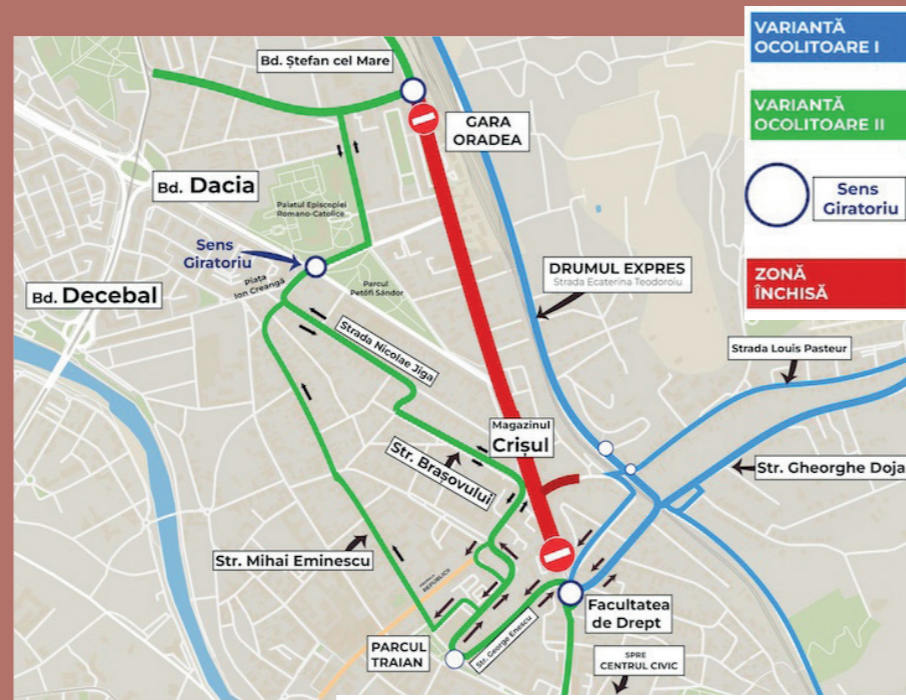 VARIANTĂ
OCOLITOARE I
VARIANTĂ
OCOLITOARE II
Sens
Giratoriu
ZONĂ
ÎNCHISĂ
Bd. Ștefan cel Mare
GARA
ORADEA
Bd. Dacia
Palatul Episcopiei
Romano-Catolice
Sens
Giratoriu
Piața
Ion Creangă
Parcul
Petőfi Sándor
Bd. Decebal
DRUMUL EXPRES
Strada Ecaterina Teodoroiu
Strada Nicolae Jiga
Strada Louis Pasteur
Magazinul
Crișul
Str. Brașovului
Str. Gheorghe Doja
Str. Mihai Eminescu
REPUBLICII
PARCUL
TRAIAN
Str. George Enescu
Facultatea
de Drept
SPRE
CENTRUL CIVIC